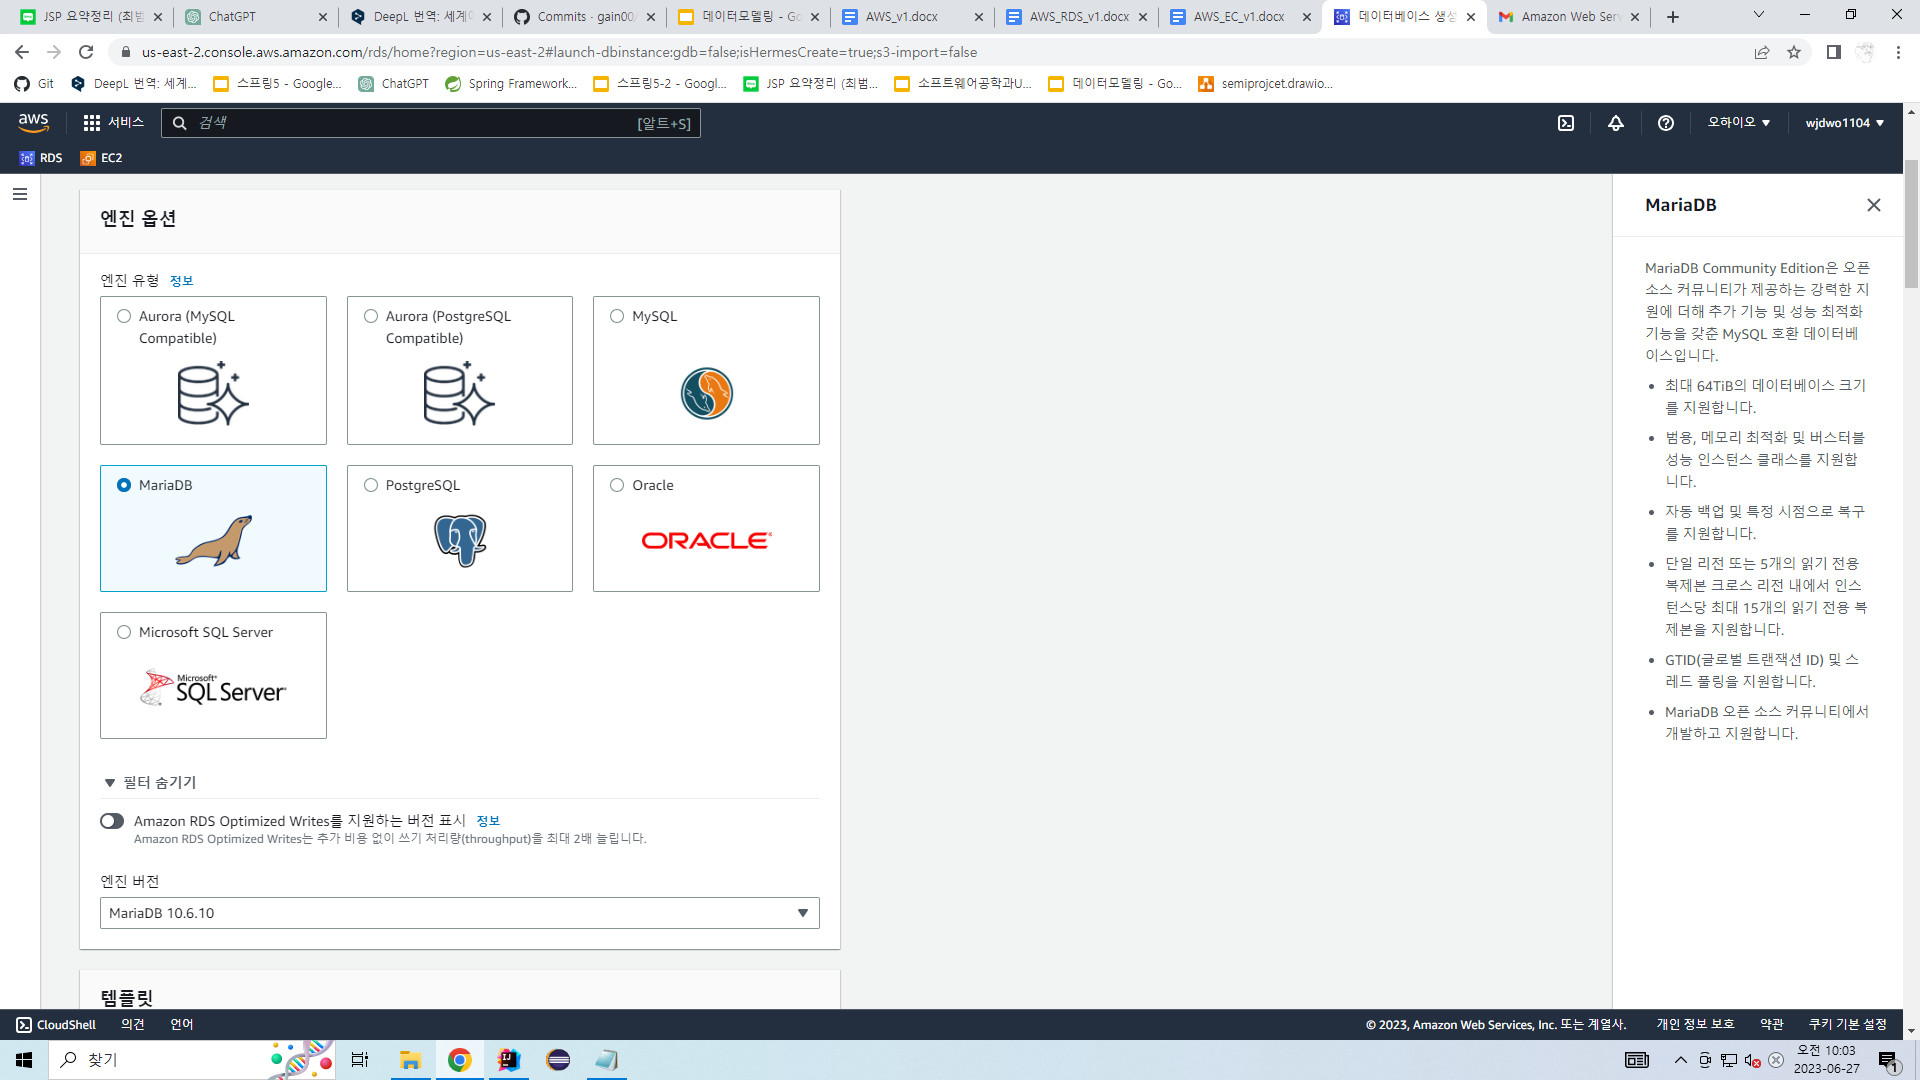 JSP 요약정리 (최범
ChatGPT
DeepL 번역: 세계
Commits · gain00/
데이터모델링 - Go
AWS_v1.docx
AWS_RDS_v1.docx
AWS_EC_v1.docx
데이터베이스 생성
Amazon Web Serv
us-east-2.console.aws.amazon.com/rds/home?region=us-east-2#launch-dbinstance:gdb=false;isHermesCreate=true;s3-import=false
Git
DeepL 번역: 세계...
스프링5 - Google...
ChatGPT
Spring Framework...
스프링5-2 - Googl...
JSP 요약정리 (최범...
소프트웨어공학과U...
데이터모델링 - Go...
semiprojcet.drawio...
aws
서비스
검색
[알트+S]
오하이오
wjdwo1104
RDS
EC2
엔진 옵션
엔진 유형 정보
Aurora (MySQL
Compatible)
Aurora (PostgreSQL
Compatible)
MySQL
MariaDB
PostgreSQL
Oracle
ORACLE
Microsoft SQL Server
Microsoft
SQL Server
필터 숨기기
Amazon RDS Optimized Writes를 지원하는 버전 표시 정보
Amazon RDS Optimized Writes는 추가 비용 없이 쓰기 처리량(throughput)을 최대 2배 늘립니다.
엔진 버전
MariaDB 10.6.10
템플릿
MariaDB
MariaDB Community Edition은 오픈
소스 커뮤니티가 제공하는 강력한 지
원에 더해 추가 기능 및 성능 최적화
기능을 갖춘 MySQL 호환 데이터베
이스입니다.
최대 64TiB의 데이터베이스 크기
를 지원합니다.
범용, 메모리 최적화 및 버스터블
성능 인스턴스 클래스를 지원합
니다.
자동 백업 및 특정 시점으로 복구
를 지원합니다.
단일 리전 또는 5개의 읽기 전용
복제본 크로스 리전 내에서 인스
턴스당 최대 15개의 읽기 전용 복
제본을 지원합니다.
GTID(글로벌 트랜잭션 ID) 및 스
레드 풀링을 지원합니다.
MariaDB 오픈 소스 커뮤니티에서
개발하고 지원합니다.
CloudShell
의견
언어
© 2023, Amazon Web Services, Inc. 또는 계열사.
개인 정보 보호
약관
쿠키 기본 설정
찾기
오전 10:03
2023-06-27
1